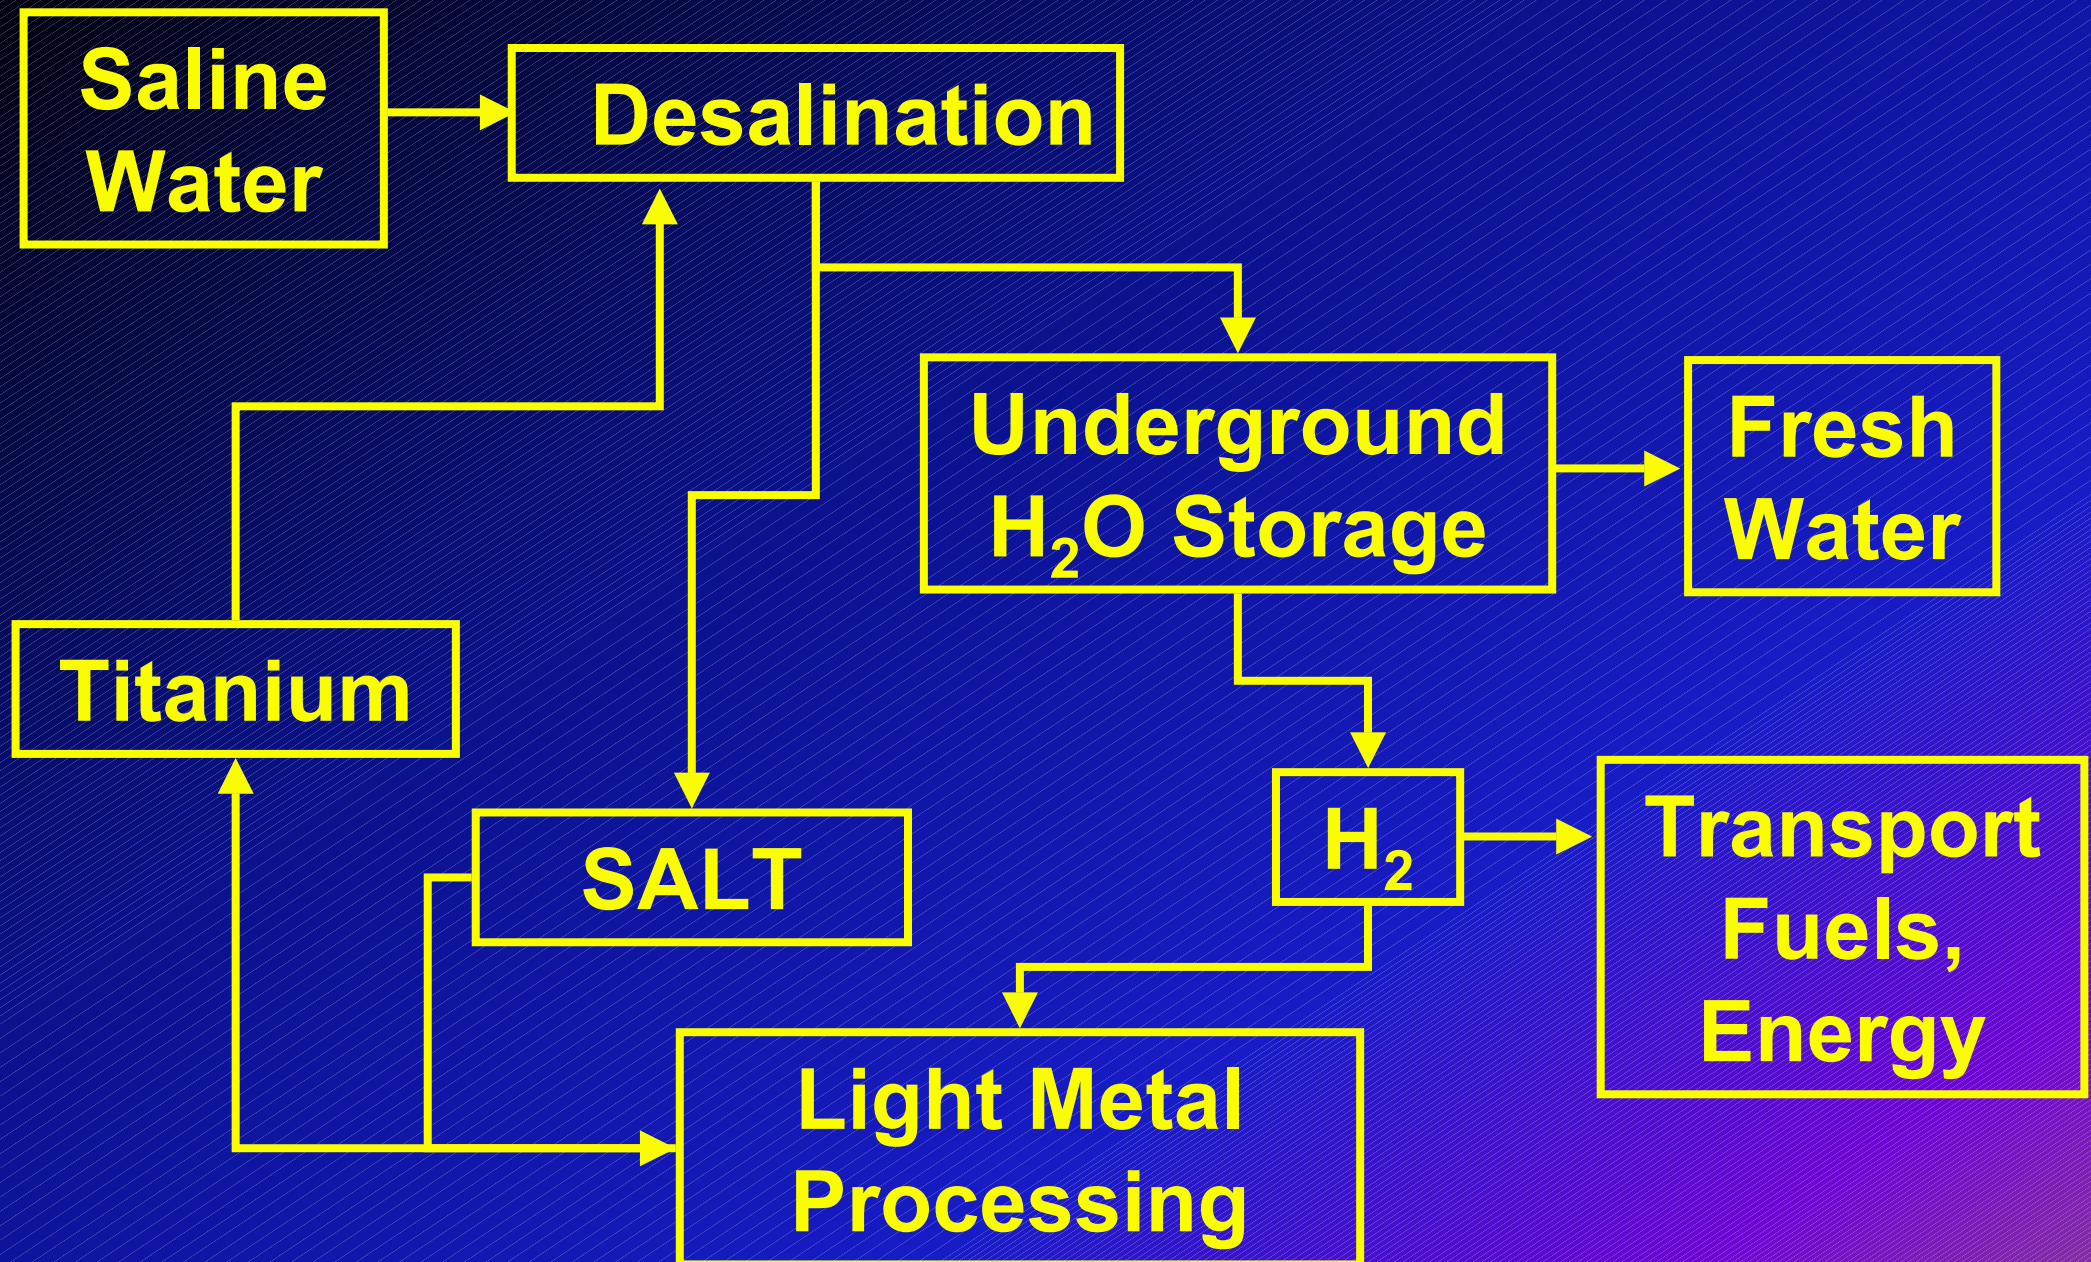 Saline
Water
Desalination
Underground
H₂O Storage
Fresh
Water
Titanium
SALT
H₂
Transport
Fuels,
Energy
Light Metal
Processing